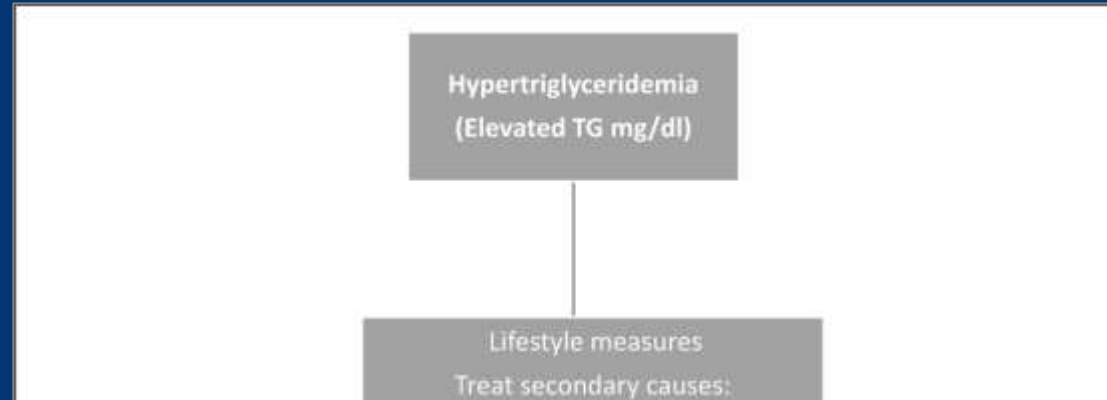 Hypertriglyceridemia
(Elevated TG mg/dl)
Lifestyle measures
Treat secondary causes: